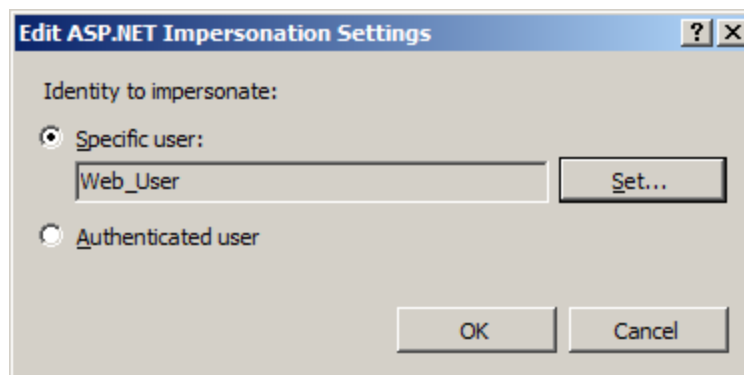 Edit ASP.NET Impersonation Settings
Identity to impersonate:
Specific user:
Web_User Set...
Authenticated user
OK Cancel